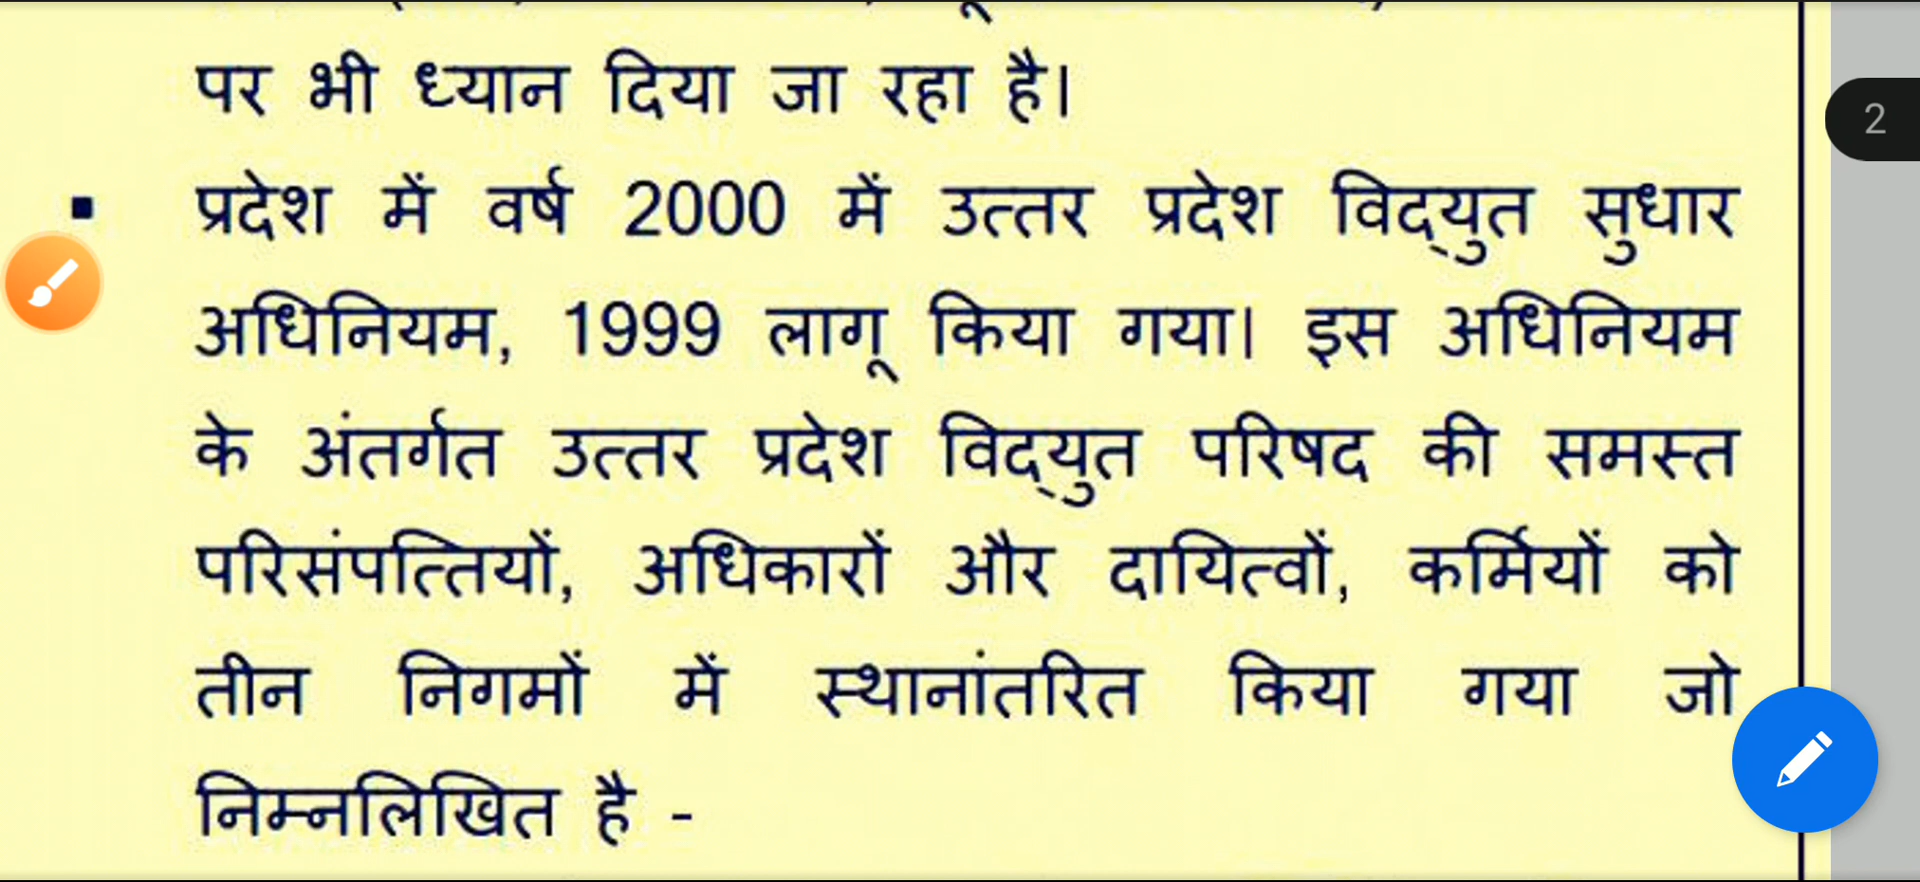 पर भी ध्यान दिया जा रहा है।
2
▪ प्रदेश में वर्ष 2000 में उत्तर प्रदेश विद्युत सुधार
अधिनियम, 1999 लागू किया गया। इस अधिनियम
के अंतर्गत उत्तर प्रदेश विद्युत परिषद की समस्त
परिसंपत्तियों, अधिकारों और दायित्वों, कर्मियों को
तीन निगमों में स्थानांतरित किया गया जो
निम्नलिखित है -